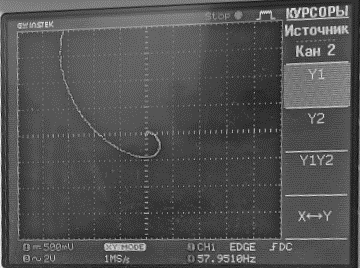 GW INSTEK
Stop
КУРСОРЫ
Источник
Кан 2
Y1
Y2
Y1Y2
X↔Y
500mV XY MODE CH1 EDGE DC
2V 1MS/s 57.9510Hz